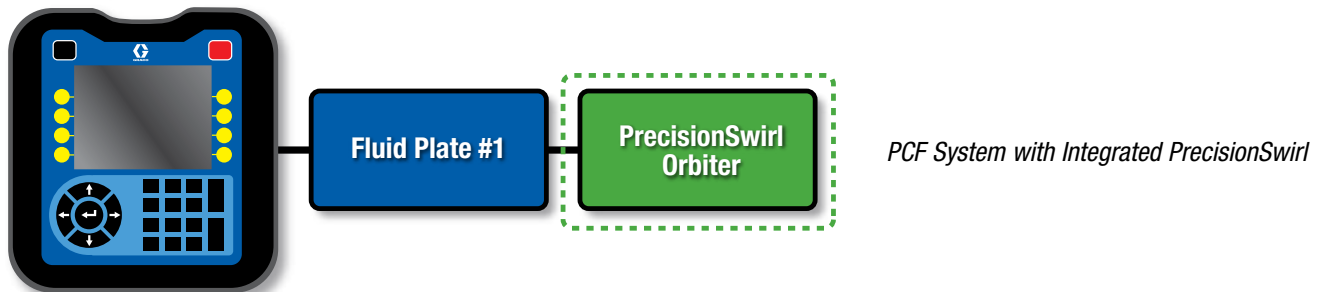 Fluid Plate #1
PrecisionSwirl
Orbiter
PCF System with Integrated PrecisionSwirl